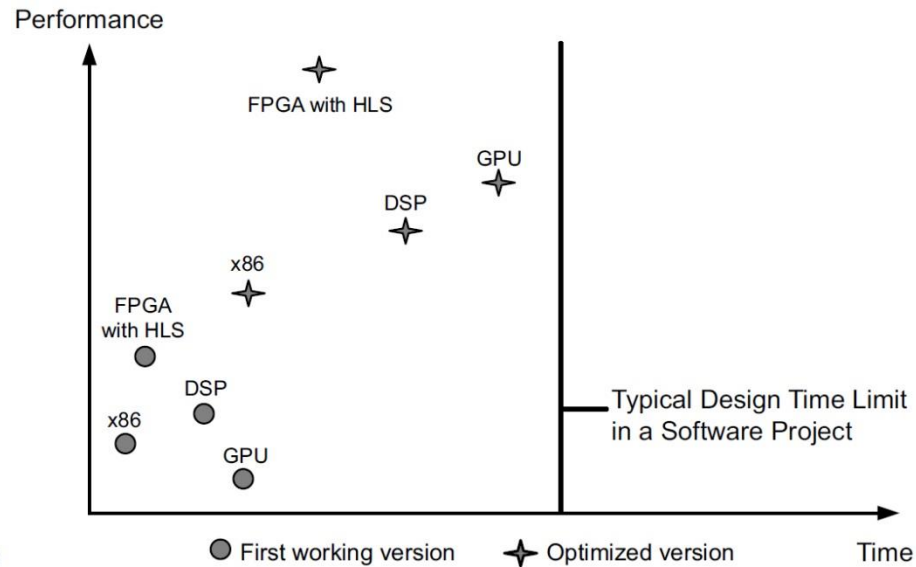 Performance
FPGA with HLS
GPU
DSP
x86
FPGA
with HLS
DSP
x86
GPU
Typical Design Time Limit
in a Software Project
First working version
Optimized version
Time